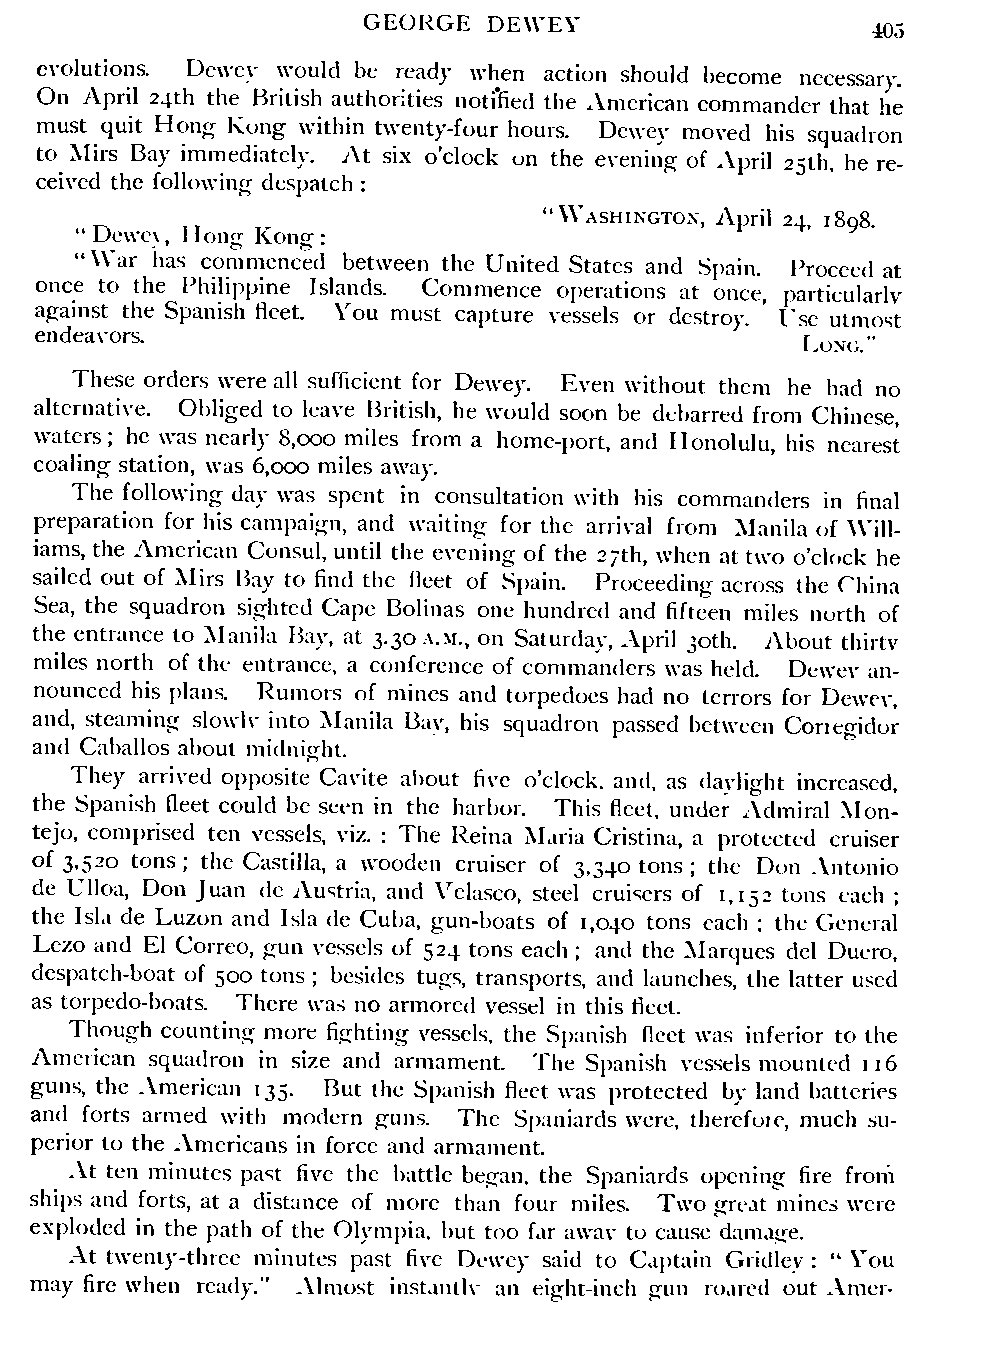 GEORGE DEWEY 405
evolutions. Dewey would be ready when action should become necessary.
On April 24th the British authorities notified the American commander that he
must quit Hong Kong within twenty-four hours. Dewey moved his squadron
to Mirs Bay immediately. At six o'clock on the evening of April 25th, he re-
ceived the following despatch :
"WASHINGTON, April 24, 1898.
"Dewey, Hong Kong :
"War has commenced between the United States and Spain. Proceed at
once to the Philippine Islands. Commence operations at once, particularly
against the Spanish fleet. You must capture vessels or destroy. Use utmost
endeavors. LONG."
These orders were all sufficient for Dewey. Even without them he had no
alternative. Obliged to leave British, he would soon be debarred from Chinese,
waters ; he was nearly 8,000 miles from a home-port, and Honolulu, his nearest
coaling station, was 6,000 miles away.
The following day was spent in consultation with his commanders in final
preparation for his campaign, and waiting for the arrival from Manila of Will-
iams, the American Consul, until the evening of the 27th, when at two o'clock he
sailed out of Mirs Bay to find the fleet of Spain. Proceeding across the China
Sea, the squadron sighted Cape Bolinas one hundred and fifteen miles north of
the entrance to Manila Bay, at 3.30 A.M., on Saturday, April 30th. About thirty
miles north of the entrance, a conference of commanders was held. Dewey an-
nounced his plans. Rumors of mines and torpedoes had no terrors for Dewey,
and, steaming slowly into Manila Bay, his squadron passed between Corregidor
and Caballos about midnight.
They arrived opposite Cavite about five o'clock, and, as daylight increased,
the Spanish fleet could be seen in the harbor. This fleet, under Admiral Mon-
tejo, comprised ten vessels, viz. : The Reina Maria Cristina, a protected cruiser
of 3,520 tons ; the Castilla, a wooden cruiser of 3,340 tons ; the Don Antonio
de Ulloa, Don Juan de Austria, and Velasco, steel cruisers of 1,152 tons each ;
the Isla de Luzon and Isla de Cuba, gun-boats of 1,040 tons each ; the General
Lezo and El Correo, gun vessels of 524 tons each ; and the Marques del Duero,
despatch-boat of 500 tons ; besides tugs, transports, and launches, the latter used
as torpedo-boats. There was no armored vessel in this fleet.
Though counting more fighting vessels, the Spanish fleet was inferior to the
American squadron in size and armament. The Spanish vessels mounted 116
guns, the American 135. But the Spanish fleet was protected by land batteries
and forts armed with modern guns. The Spaniards were, therefore, much su-
perior to the Americans in force and armament.
At ten minutes past five the battle began, the Spaniards opening fire from
ships and forts, at a distance of more than four miles. Two great mines were
exploded in the path of the Olympia, but too far away to cause damage.
At twenty-three minutes past five Dewey said to Captain Gridley : "You
may fire when ready." Almost instantly an eight-inch gun roared out Amer-